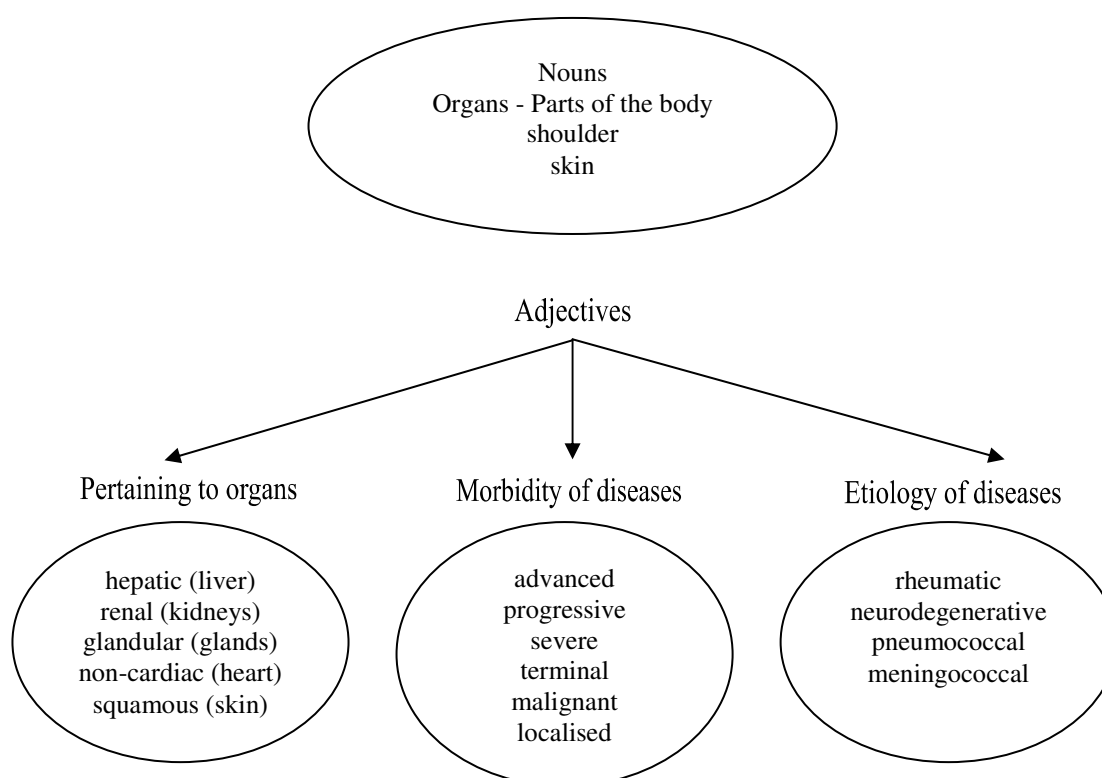 Nouns
Organs - Parts of the body
shoulder
skin
Adjectives
Pertaining to organs
hepatic (liver)
renal (kidneys)
glandular (glands)
non-cardiac (heart)
squamous (skin)
Morbidity of diseases
advanced
progressive
severe
terminal
malignant
localised
Etiology of diseases
rheumatic
neurodegenerative
pneumococcal
meningococcal